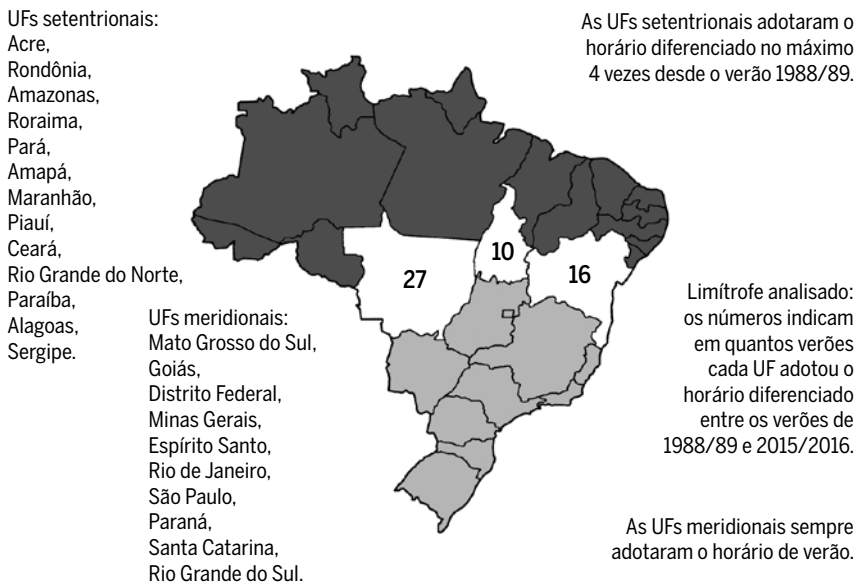 UFs setentrionais:
Acre,
Rondônia,
Amazonas,
Roraima,
Pará,
Amapá,
Maranhão,
Piauí,
Ceará,
Rio Grande do Norte,
Paraíba,
Alagoas,
Sergipe.
As UFs setentrionais adotaram o
horário diferenciado no máximo
4 vezes desde o verão 1988/89.
27
10
16
UFs meridionais:
Mato Grosso do Sul,
Goiás,
Distrito Federal,
Minas Gerais,
Espírito Santo,
Rio de Janeiro,
São Paulo,
Paraná,
Santa Catarina,
Rio Grande do Sul.
Limítrofe analisado:
os números indicam
em quantos verões
cada UF adotou o
horário diferenciado
entre os verões de
1988/89 e 2015/2016.
As UFs meridionais sempre
adotaram o horário de verão.